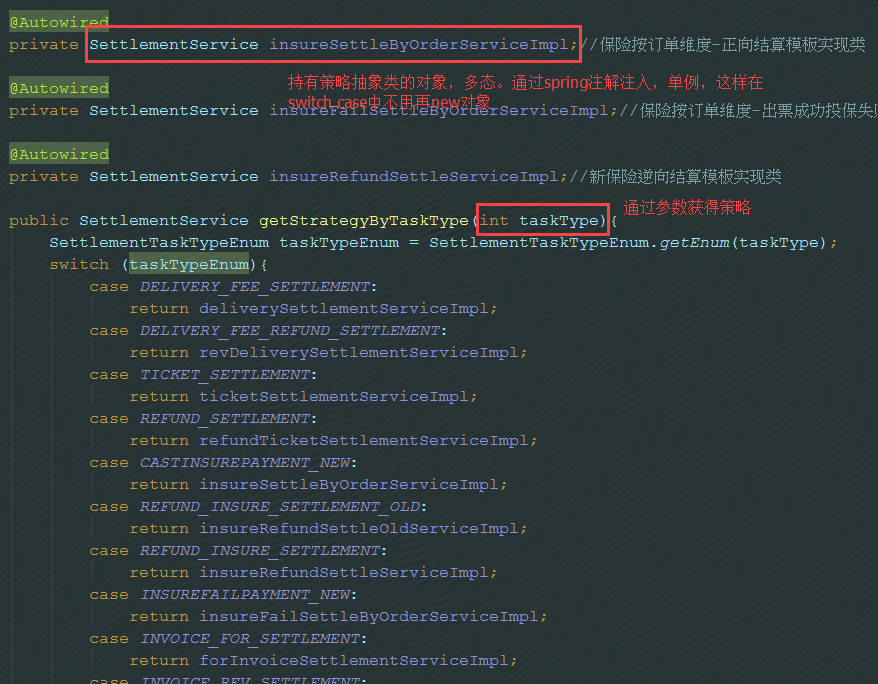 @Autowired
private SettlementService insureSettleByOrderServiceImpl;//保险按订单维度-正向结算模板实现类
持有策略抽象类的对象，多态。通过spring注解注入，单例，这样在
switch case中不用再new对象
@Autowired
private SettlementService insureFailSettleByOrderServiceImpl;//保险按订单维度-出票成功投保失
@Autowired
private SettlementService insureRefundSettleServiceImpl;//新保险逆向结算模板实现类
通过参数获得策略
public SettlementService getStrategyByTaskType(int taskType){
SettlementTaskTypeEnum taskTypeEnum = SettlementTaskTypeEnum.getEnum(taskType);
switch (taskTypeEnum){
case DELIVERY_FEE_SETTLEMENT:
return deliverySettlementServiceImpl;
case DELIVERY_FEE_REFUND_SETTLEMENT:
return revDeliverySettlementServiceImpl;
case TICKET_SETTLEMENT:
return ticketSettlementServiceImpl;
case REFUND_SETTLEMENT:
return refundTicketSettlementServiceImpl;
case CASTINSUREPAYMENT_NEW:
return insureSettleByOrderServiceImpl;
case REFUND_INSURE_SETTLEMENT_OLD:
return insureRefundSettleOldServiceImpl;
case REFUND_INSURE_SETTLEMENT:
return insureRefundSettleServiceImpl;
case INSUREFAILPAYMENT_NEW:
return insureFailSettleByOrderServiceImpl;
case INVOICE_FOR_SETTLEMENT:
return forInvoiceSettlementServiceImpl;
case INVOICE_REV_SETTLEMENT: